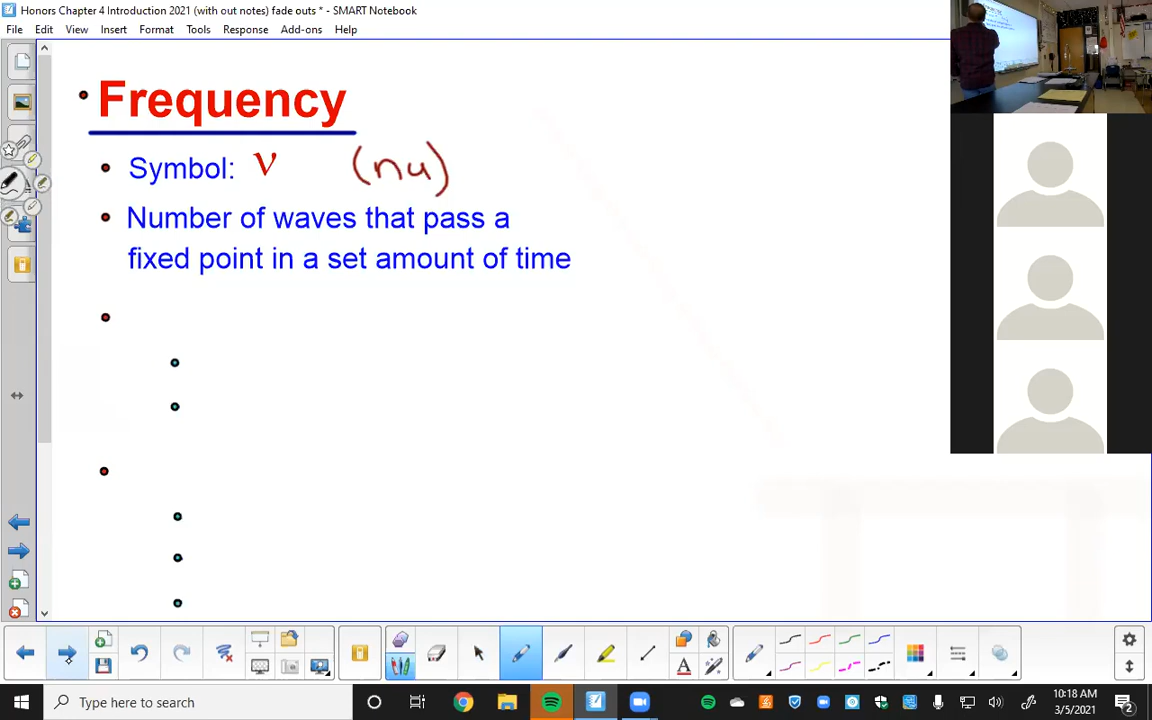 Honors Chapter 4 Introduction 2021 (with out notes) fade outs * - SMART Notebook
File Edit View Insert Format Tools Response Add-ons Help
Frequency
Symbol: ν (nu)
Number of waves that pass a
fixed point in a set amount of time
Type here to search
10:18 AM
3/5/2021
2